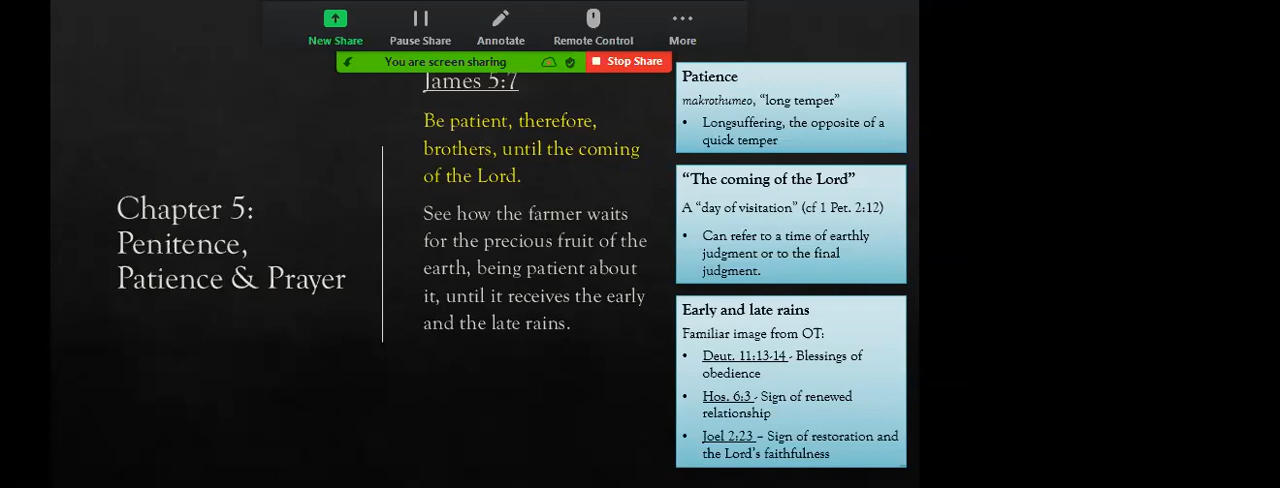 New Share
Pause Share
Annotate
Remote Control
More
You are screen sharing
Stop Share
Chapter 5:
Penitence,
Patience & Prayer
James 5:7
Be patient, therefore,
brothers, until the coming
of the Lord.
See how the farmer waits
for the precious fruit of the
earth, being patient about
it, until it receives the early
and the late rains.
Patience
makrothumeo, “long temper”
• Longsuffering, the opposite of a
quick temper
“The coming of the Lord”
A “day of visitation” (cf 1 Pet. 2:12)
• Can refer to a time of earthly
judgment or to the final
judgment.
Early and late rains
Familiar image from OT:
• Deut. 11:13-14 - Blessings of
obedience
• Hos. 6:3 - Sign of renewed
relationship
• Joel 2:23 – Sign of restoration and
the Lord’s faithfulness